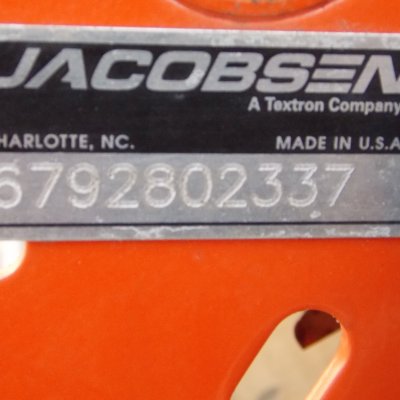 JACOBSEN
A Textron Company
HARLOTTE, NC. MADE IN U.S.A
6792802337